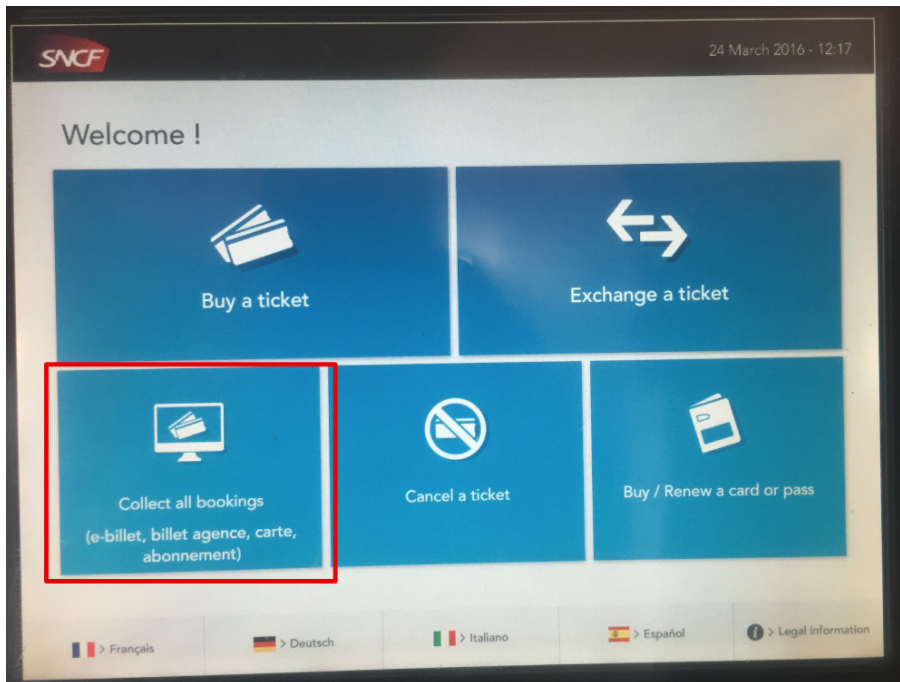 SNCF
24 March 2016 - 12:17
Welcome !
Buy a ticket
Exchange a ticket
Collect all bookings
(e-billet, billet agence, carte,
abonnement)
Cancel a ticket
Buy / Renew a card or pass
> Français
> Deutsch
> Italiano
> Español
i > Legal information